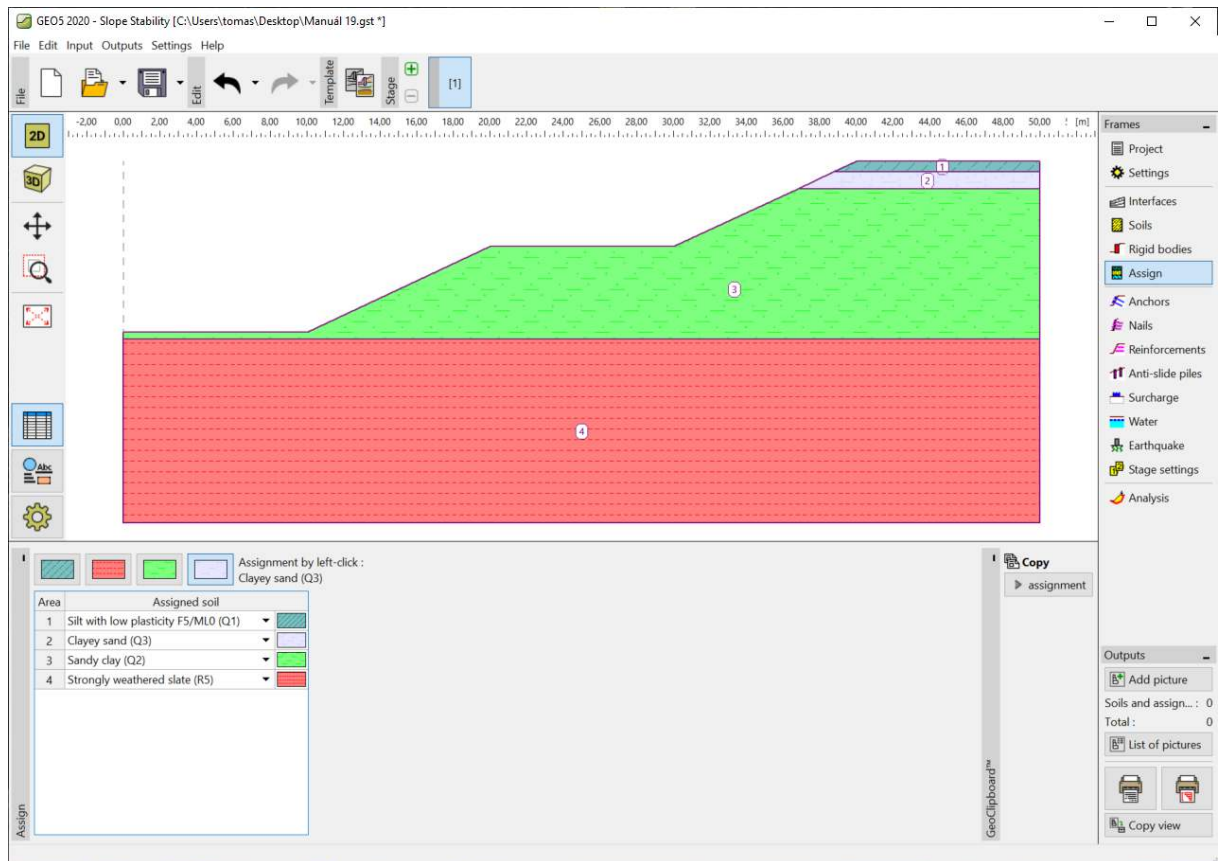 GEO5 2020 - Slope Stability [C:\Users\tomas\Desktop\Manuál 19.gst *]
File Edit Input Outputs Settings Help
File
Edit
Template
Stage
[1]
2D
-2,00 0,00 2,00 4,00 6,00 8,00 10,00 12,00 14,00 16,00 18,00 20,00 22,00 24,00 26,00 28,00 30,00 32,00 34,00 36,00 38,00 40,00 42,00 44,00 46,00 48,00 50,00 [m]
3D
1
2
3
4
Abc
Frames
Project
Settings
Interfaces
Soils
Rigid bodies
Assign
Anchors
Nails
Reinforcements
Anti-slide piles
Surcharge
Water
Earthquake
Stage settings
Analysis
Assign
Assignment by left-click :
Clayey sand (Q3)
Area Assigned soil
1 Silt with low plasticity F5/ML0 (Q1)
2 Clayey sand (Q3)
3 Sandy clay (Q2)
4 Strongly weathered slate (R5)
GeoClipboard™
Copy
assignment
Outputs
Add picture
Soils and assign... : 0
Total : 0
List of pictures
Copy view